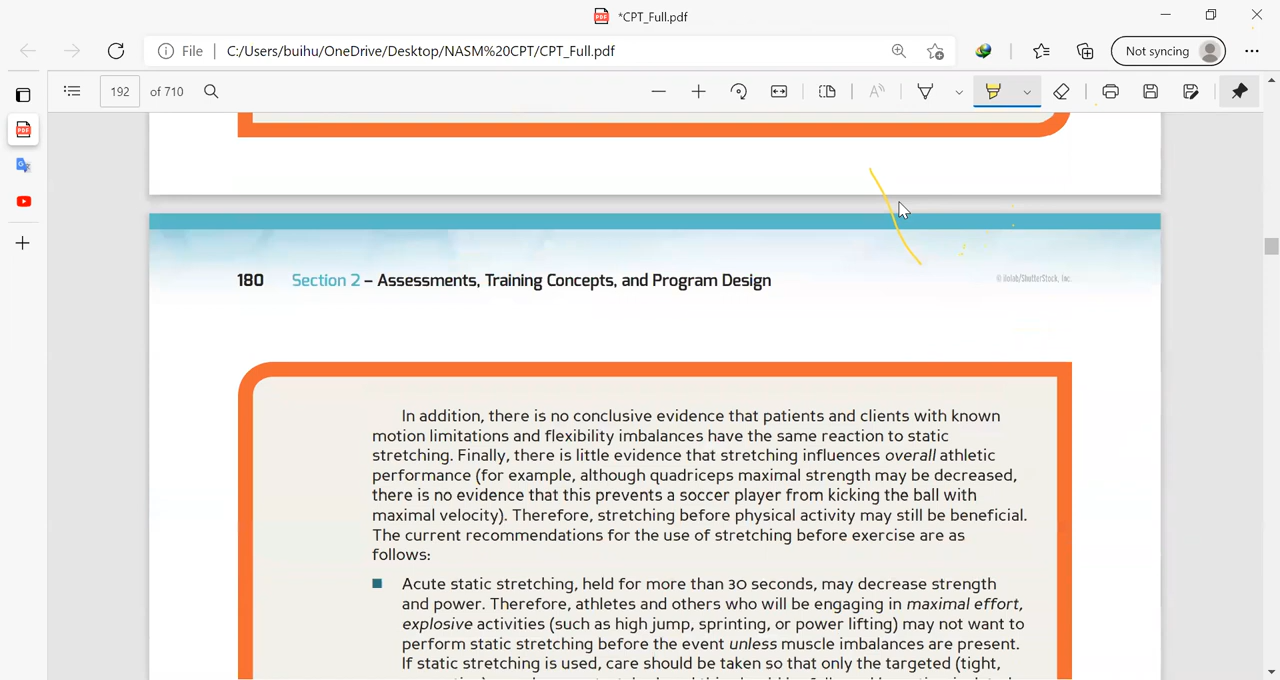 *CPT_Full.pdf
File | C:/Users/buihu/OneDrive/Desktop/NASM%20CPT/CPT_Full.pdf
Not syncing
192 of 710
180 Section 2 – Assessments, Training Concepts, and Program Design
In addition, there is no conclusive evidence that patients and clients with known
motion limitations and flexibility imbalances have the same reaction to static
stretching. Finally, there is little evidence that stretching influences overall athletic
performance (for example, although quadriceps maximal strength may be decreased,
there is no evidence that this prevents a soccer player from kicking the ball with
maximal velocity). Therefore, stretching before physical activity may still be beneficial.
The current recommendations for the use of stretching before exercise are as
follows:
■ Acute static stretching, held for more than 30 seconds, may decrease strength
and power. Therefore, athletes and others who will be engaging in maximal effort,
explosive activities (such as high jump, sprinting, or power lifting) may not want to
perform static stretching before the event unless muscle imbalances are present.
If static stretching is used, care should be taken so that only the targeted (tight,